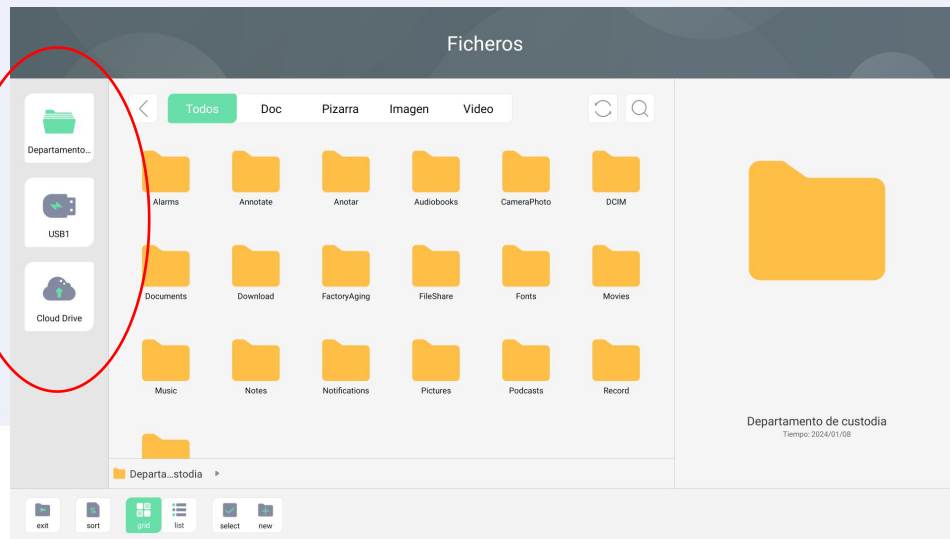 Ficheros
Departamento...
USB1
Cloud Drive
Todos Doc Pizarra Imagen Video
Alarms Annotate Anotar Audiobooks CameraPhoto DCIM
Documents Download FactoryAging FileShare Fonts Movies
Music Notes Notifications Pictures Podcasts Record
Departa...stodia
Departamento de custodia
Tiempo: 2024/01/08
exit sort grid list select new